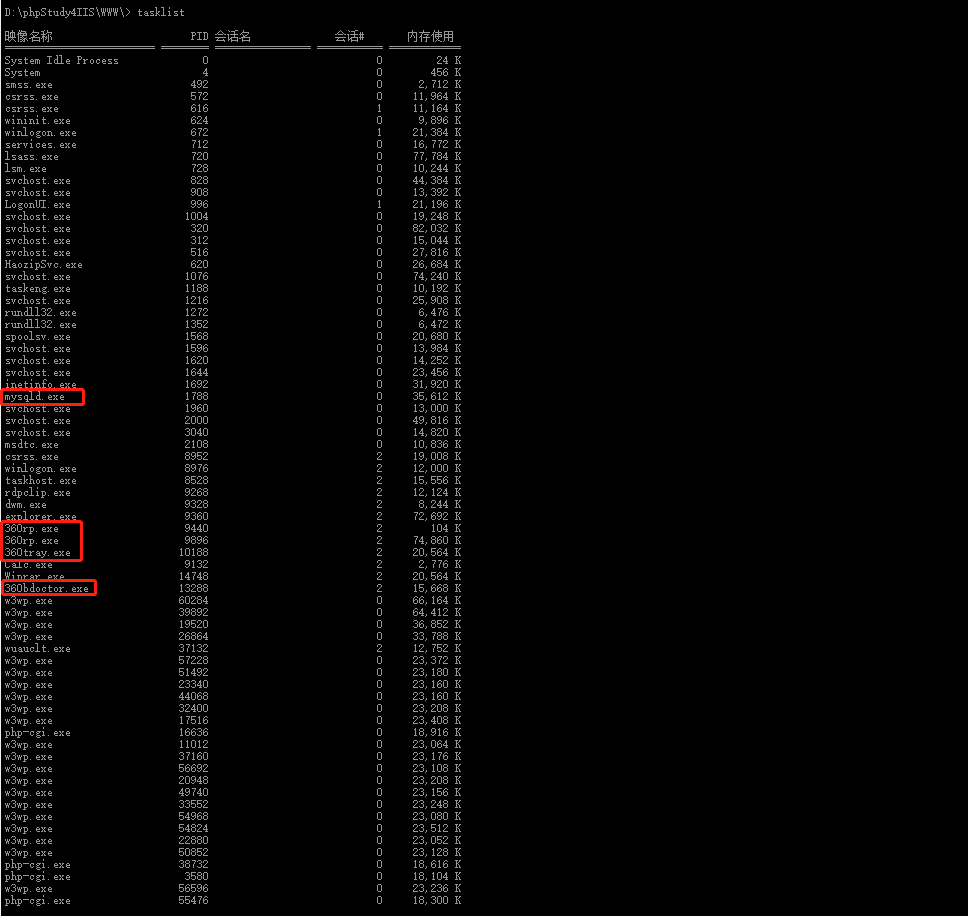 D:\phpStudy4IIS\WWW\> tasklist
映像名称 PID 会话名 会话# 内存使用
System Idle Process 0 0 24 K
System 4 0 456 K
smss.exe 492 0 2,712 K
csrss.exe 572 0 11,964 K
csrss.exe 616 1 11,164 K
wininit.exe 624 0 9,896 K
winlogon.exe 672 1 21,384 K
services.exe 712 0 16,772 K
lsass.exe 720 0 77,784 K
lsm.exe 728 0 10,244 K
svchost.exe 828 0 44,384 K
svchost.exe 908 0 13,392 K
LogonUI.exe 996 1 21,196 K
svchost.exe 1004 0 19,248 K
svchost.exe 320 0 82,032 K
svchost.exe 312 0 15,044 K
svchost.exe 516 0 27,816 K
HaozipSvc.exe 620 0 26,684 K
svchost.exe 1076 0 74,240 K
taskeng.exe 1188 0 10,192 K
svchost.exe 1216 0 25,908 K
rundll32.exe 1272 0 6,476 K
rundll32.exe 1352 0 6,472 K
spoolsv.exe 1568 0 20,680 K
svchost.exe 1596 0 13,984 K
svchost.exe 1620 0 14,252 K
svchost.exe 1644 0 23,456 K
inetinfo.exe 1692 0 31,920 K
mysqld.exe 1788 0 35,612 K
svchost.exe 1960 0 13,000 K
svchost.exe 2000 0 49,816 K
svchost.exe 3040 0 14,820 K
msdtc.exe 2108 0 10,836 K
csrss.exe 8952 2 19,008 K
winlogon.exe 8976 2 12,000 K
taskhost.exe 8528 2 15,556 K
rdpclip.exe 9268 2 12,124 K
dwm.exe 9328 2 8,244 K
explorer.exe 9360 2 72,692 K
360rp.exe 9440 2 104 K
360rp.exe 9896 2 74,860 K
360tray.exe 10188 2 20,564 K
Calc.exe 9132 2 2,776 K
Winrar.exe 14748 2 20,564 K
360bdoctor.exe 13288 2 15,668 K
w3wp.exe 60284 0 66,164 K
w3wp.exe 39892 0 64,412 K
w3wp.exe 19520 0 36,852 K
w3wp.exe 26864 0 33,788 K
wuauclt.exe 37132 2 12,752 K
w3wp.exe 57228 0 23,372 K
w3wp.exe 51492 0 23,180 K
w3wp.exe 23340 0 23,160 K
w3wp.exe 44068 0 23,160 K
w3wp.exe 32400 0 23,208 K
w3wp.exe 17516 0 23,408 K
php-cgi.exe 16636 0 18,916 K
w3wp.exe 11012 0 23,064 K
w3wp.exe 37160 0 23,176 K
w3wp.exe 56692 0 23,108 K
w3wp.exe 20948 0 23,208 K
w3wp.exe 49740 0 23,156 K
w3wp.exe 33552 0 23,248 K
w3wp.exe 54968 0 23,080 K
w3wp.exe 54824 0 23,512 K
w3wp.exe 22880 0 23,052 K
w3wp.exe 50852 0 23,128 K
php-cgi.exe 38732 0 18,616 K
php-cgi.exe 3580 0 18,104 K
w3wp.exe 56596 0 23,236 K
php-cgi.exe 55476 0 18,300 K